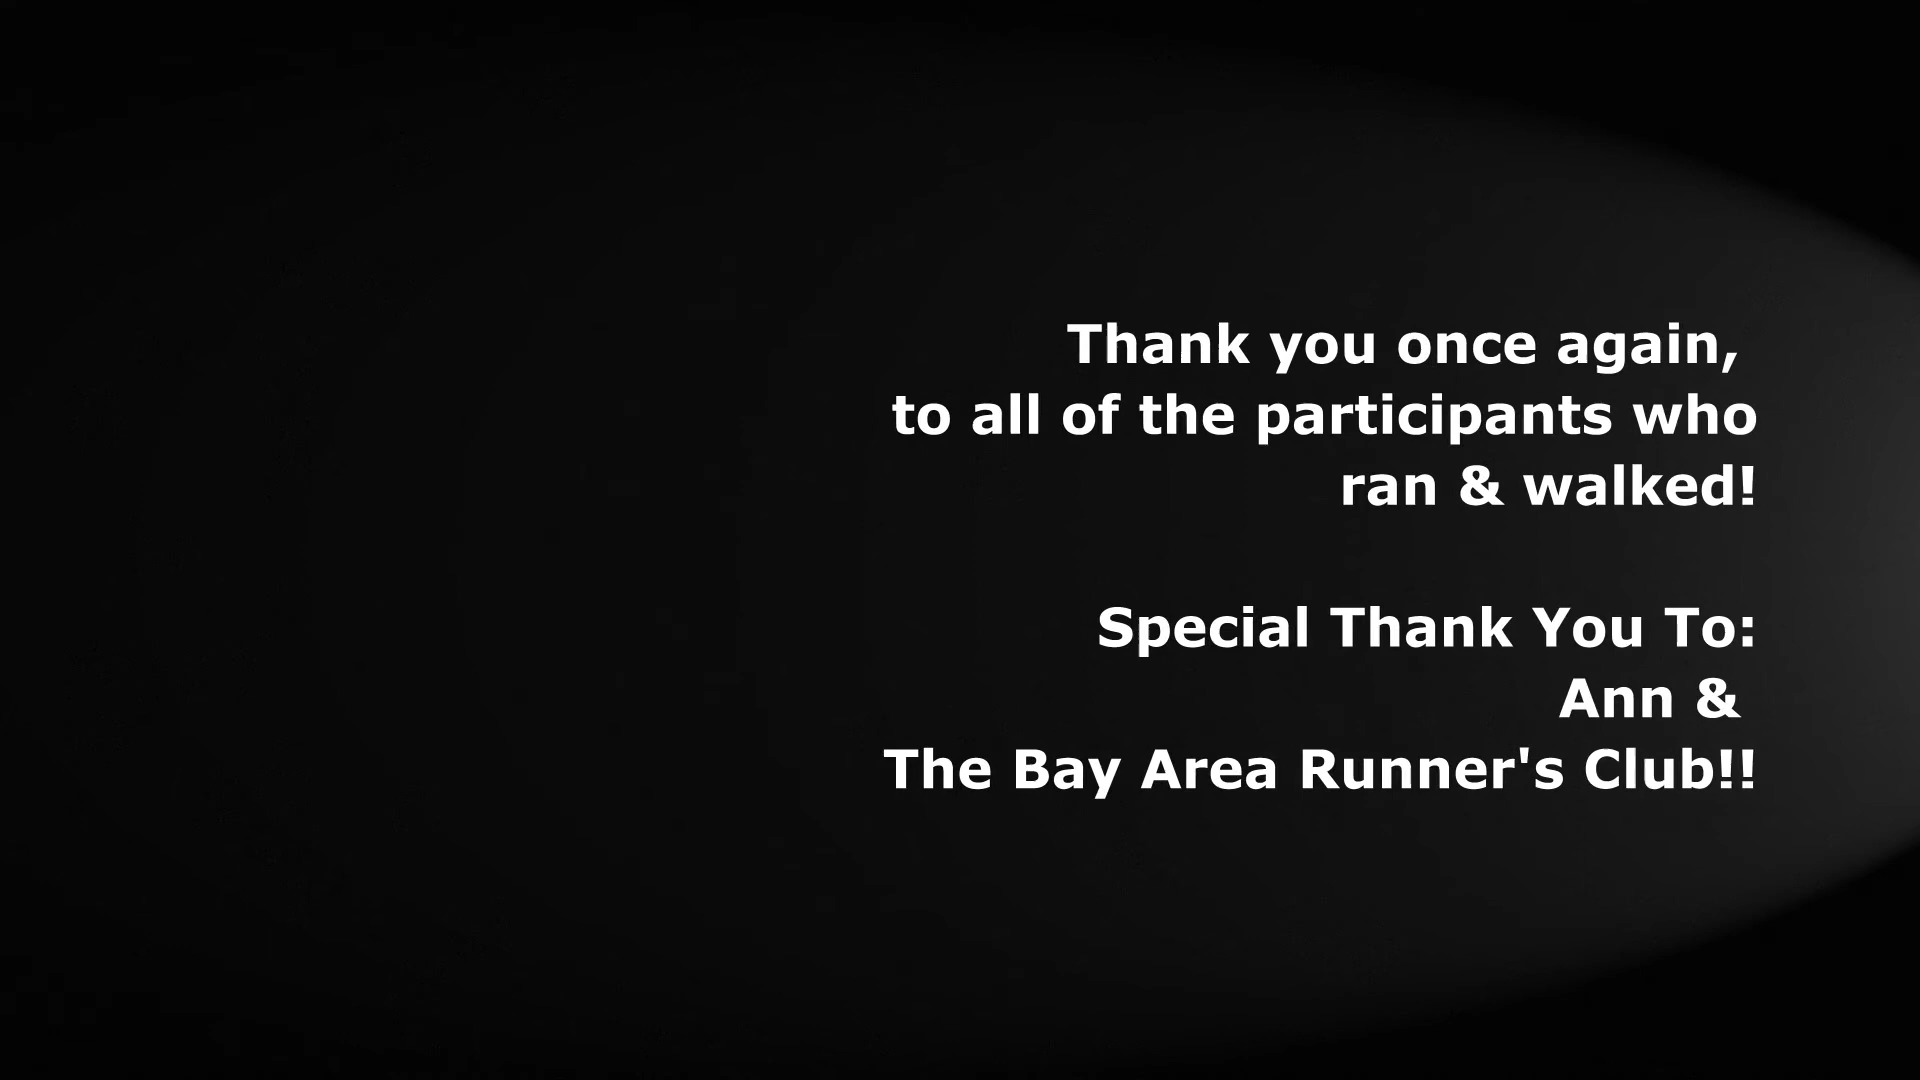 Thank you once again,
to all of the participants who
ran & walked!
Special Thank You To:
Ann &
The Bay Area Runner's Club!!